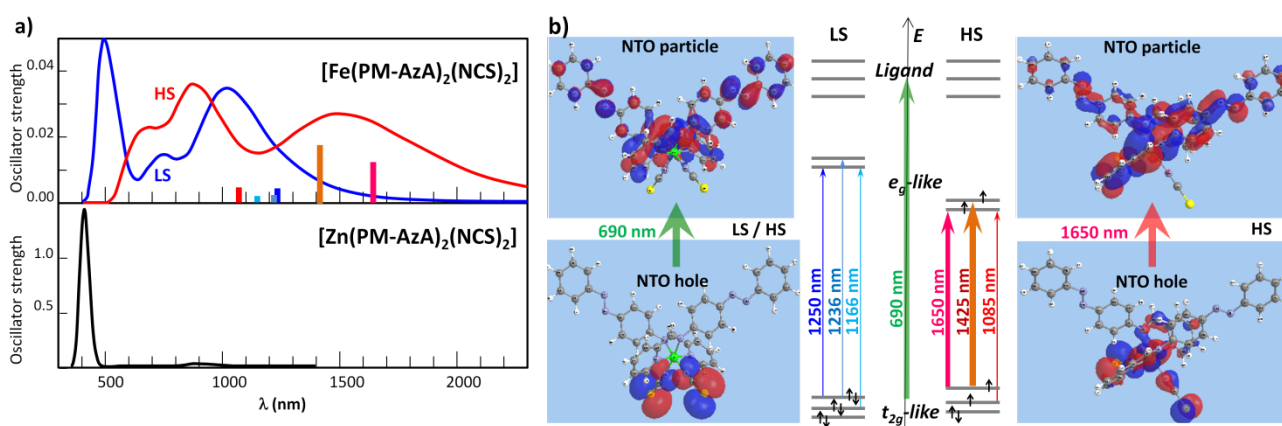 a)
Oscillator strength
0.04
0.02
0.00
[Fe(PM-AzA)2(NCS)2]
HS
LS
Oscillator strength
1.0
0.5
[Zn(PM-AzA)2(NCS)2]
500
1000
1500
2000
λ (nm)
b)
NTO particle
690 nm
LS / HS
NTO hole
LS
E
HS
Ligand
eg-like
t2g-like
1250 nm
1236 nm
1166 nm
690 nm
1650 nm
1425 nm
1085 nm
NTO particle
1650 nm
HS
NTO hole